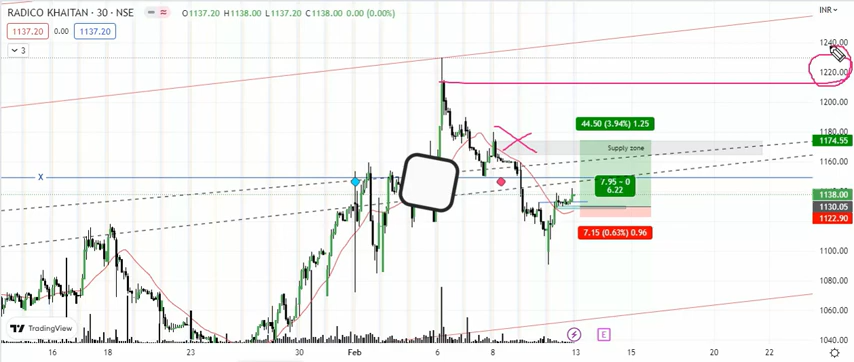 RADICO KHAITAN · 30 · NSE O1137.20 H1138.00 L1137.20 C1138.00 0.00 (0.00%)
INR
1137.20 0.00 1137.20
3
1240.00
1220.00
1200.00
1180.00
1174.55
1160.00
1138.00
1130.05
1122.90
1100.00
1080.00
1060.00
1040.00
44.50 (3.94%) 1.25
Supply zone
7.95 ~ 0
6.22
7.15 (0.63%) 0.96
X
TradingView
E
16 18 22 24 30 Feb 6 8 13 15 20 22